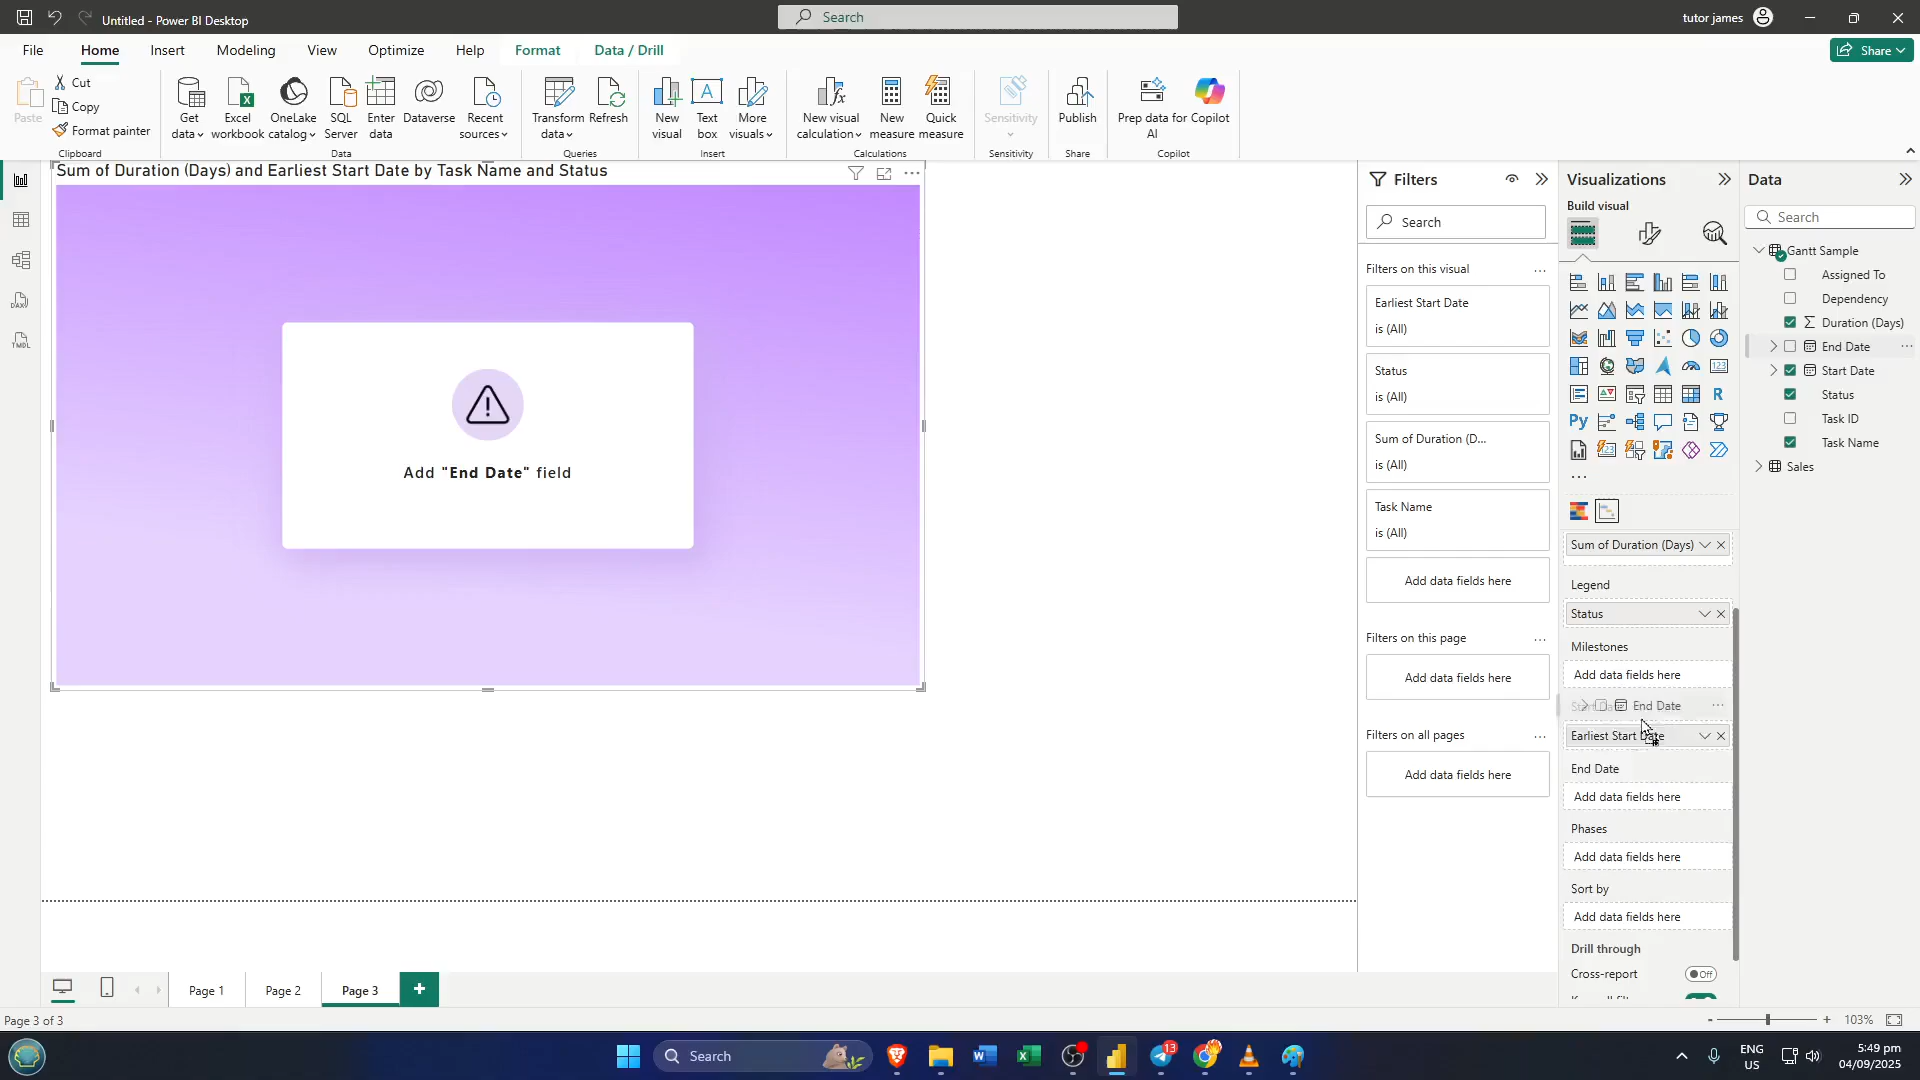 Untitled - Power BI Desktop
Search
tutor james
File
Home
Insert
Modeling
View
Optimize
Help
Format
Data / Drill
Share
Paste
Cut
Copy
Format painter
Clipboard
Get data
Excel workbook
OneLake catalog
SQL Server
Enter data
Dataverse
Recent sources
Data
Transform data
Refresh
Queries
New visual
Text box
More visuals
Insert
New visual calculation
New measure
Quick measure
Calculations
Sensitivity
Sensitivity
Publish
Share
Prep data for AI
Copilot
Copilot
Sum of Duration (Days) and Earliest Start Date by Task Name and Status
Add "End Date" field
Filters
Search
Filters on this visual
Earliest Start Date
is (All)
Status
is (All)
Sum of Duration (D...
is (All)
Task Name
is (All)
Add data fields here
Filters on this page
Add data fields here
Filters on all pages
Add data fields here
Visualizations
Build visual
Sum of Duration (Days)
Legend
Status
Milestones
Add data fields here
End Date
Earliest Start Date
End Date
Add data fields here
Phases
Add data fields here
Sort by
Add data fields here
Drill through
Cross-report
Off
Data
Search
Gantt Sample
Assigned To
Dependency
Duration (Days)
End Date
Start Date
Status
Task ID
Task Name
Sales
Page 1
Page 2
Page 3
Page 3 of 3
103%
Search
13
ENG
US
5:49 pm
04/09/2025